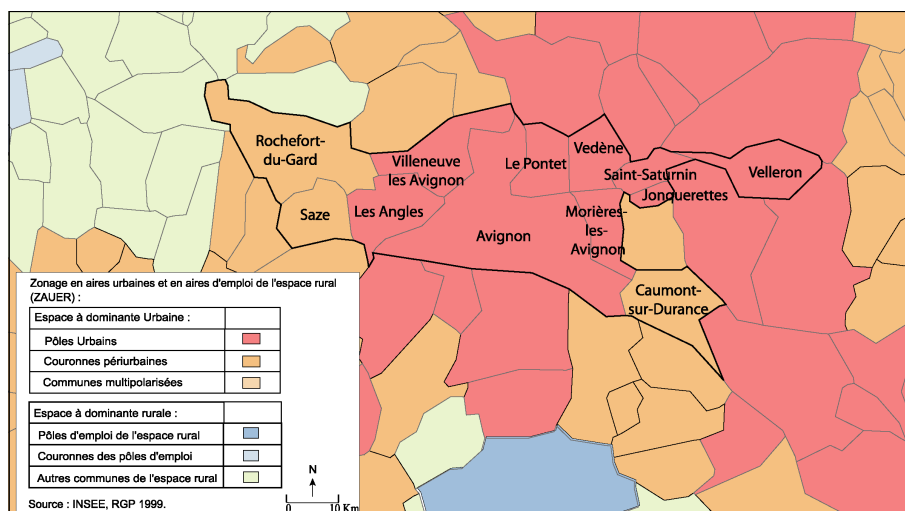 Rochefort-
du-Gard
Villeneuve
les Avignon
Le Pontet
Vedène
Saint-Saturnin
Jonquerettes
Velleron
Saze
Les Angles
Avignon
Morières-
les-
Avignon
Caumont-
sur-Durance
Zonage en aires urbaines et en aires d'emploi de l'espace rural
(ZAUER) :
Espace à dominante Urbaine :
Pôles Urbains
Couronnes périurbaines
Communes multipolarisées
Espace à dominante rurale :
Pôles d'emploi de l'espace rural
Couronnes des pôles d'emploi
Autres communes de l'espace rural
Source : INSEE, RGP 1999.
N
0 10 Km